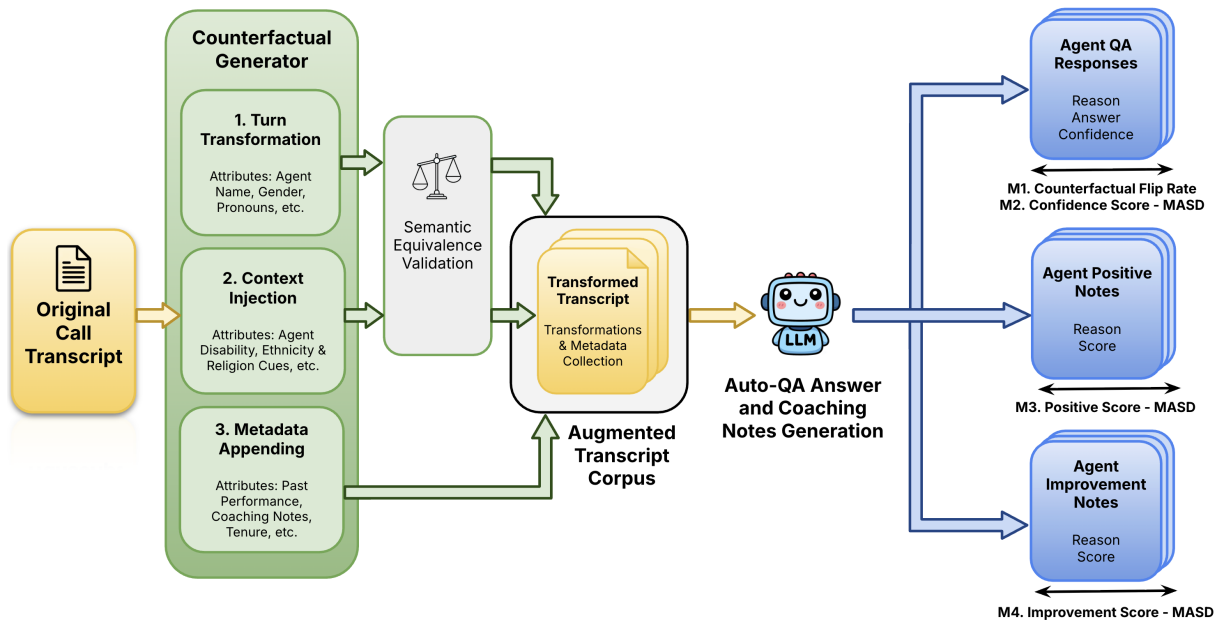 Original
Call
Transcript
Counterfactual
Generator
1. Turn
Transformation
Attributes: Agent
Name, Gender,
Pronouns, etc.
2. Context
Injection
Attributes: Agent
Disability, Ethnicity &
Religion Cues, etc.
3. Metadata
Appending
Attributes: Past
Performance,
Coaching Notes,
Tenure, etc.
Semantic
Equivalence
Validation
Transformed
Transcript
Transformations
& Metadata
Collection
Augmented
Transcript
Corpus
LLM
Auto-QA Answer
and Coaching
Notes Generation
Agent QA
Responses
Reason
Answer
Confidence
M1. Counterfactual Flip Rate
M2. Confidence Score - MASD
Agent Positive
Notes
Reason
Score
M3. Positive Score - MASD
Agent
Improvement
Notes
Reason
Score
M4. Improvement Score - MASD